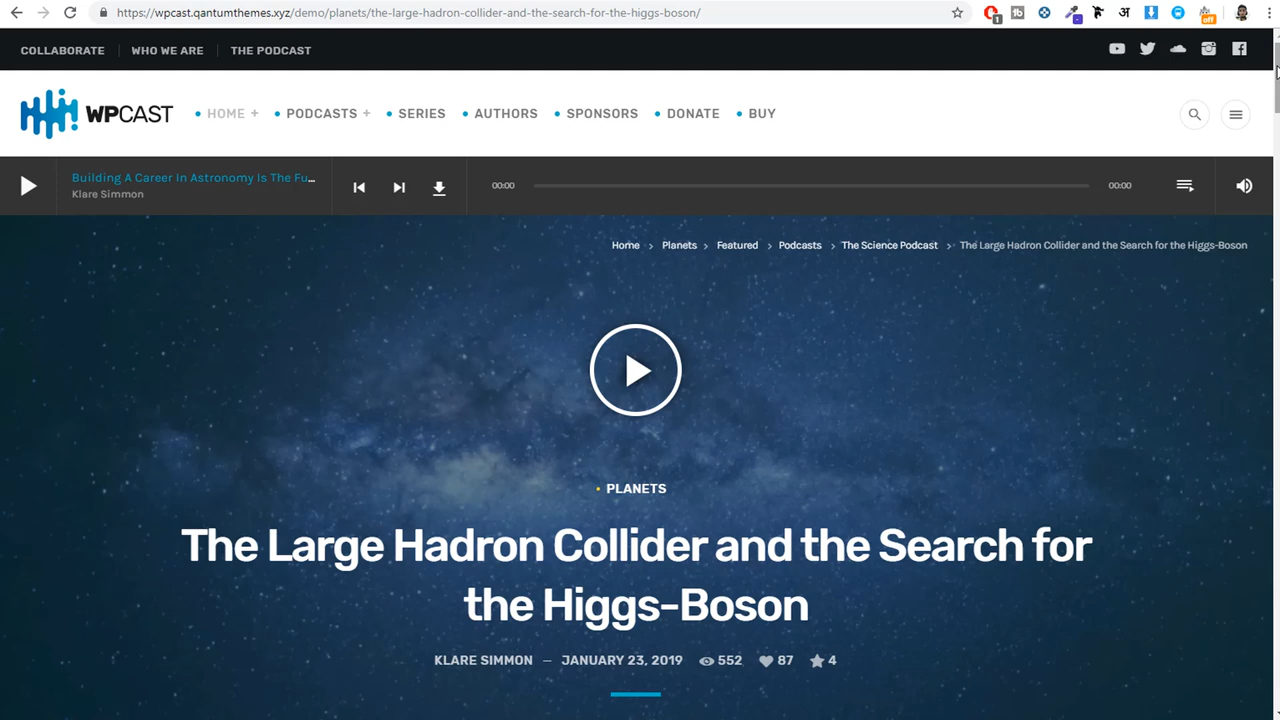 https://wpcast.qantumthemes.xyz/demo/planets/the-large-hadron-collider-and-the-search-for-the-higgs-boson/
1
अ
off
COLLABORATE WHO WE ARE THE PODCAST
WPCAST HOME + PODCASTS + SERIES AUTHORS SPONSORS DONATE BUY
Building A Career In Astronomy Is The Fu...
Klare Simmon
00:00 00:00
Home > Planets > Featured > Podcasts > The Science Podcast > The Large Hadron Collider and the Search for the Higgs-Boson
PLANETS
The Large Hadron Collider and the Search for
the Higgs-Boson
KLARE SIMMON — JANUARY 23, 2019 552 87 4